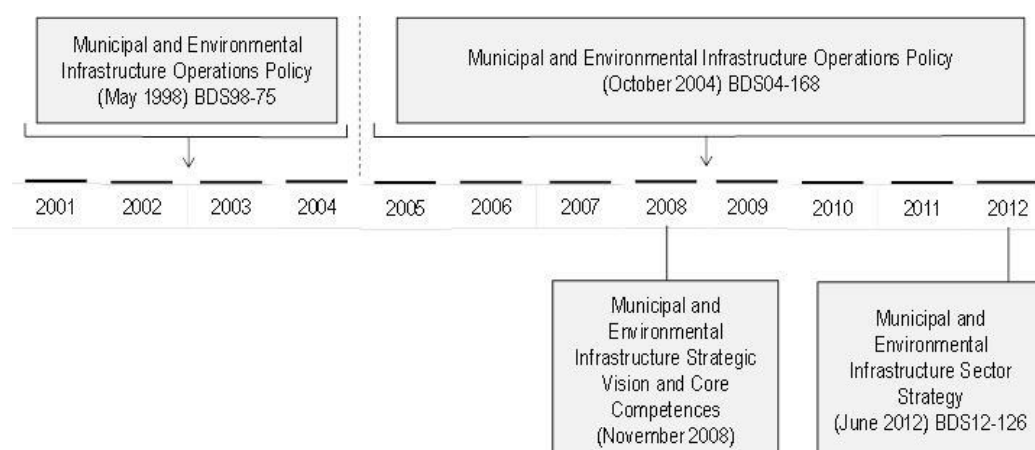 Municipal and Environmental
Infrastructure Operations Policy
(May 1998) BDS98-75
Municipal and Environmental Infrastructure Operations Policy
(October 2004) BDS04-168
2001 2002 2003 2004 2005 2006 2007 2008 2009 2010 2011 2012
Municipal and
Environmental
Infrastructure Strategic
Vision and Core
Competences
(November 2008)
Municipal and
Environmental
Infrastructure Sector
Strategy
(June 2012) BDS12-126